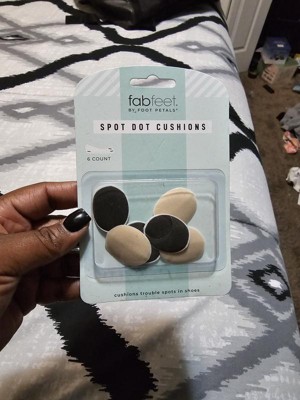 fabfeet.
BY FOOT PETALS®
SPOT DOT CUSHIONS
6 COUNT
cushions trouble spots in shoes